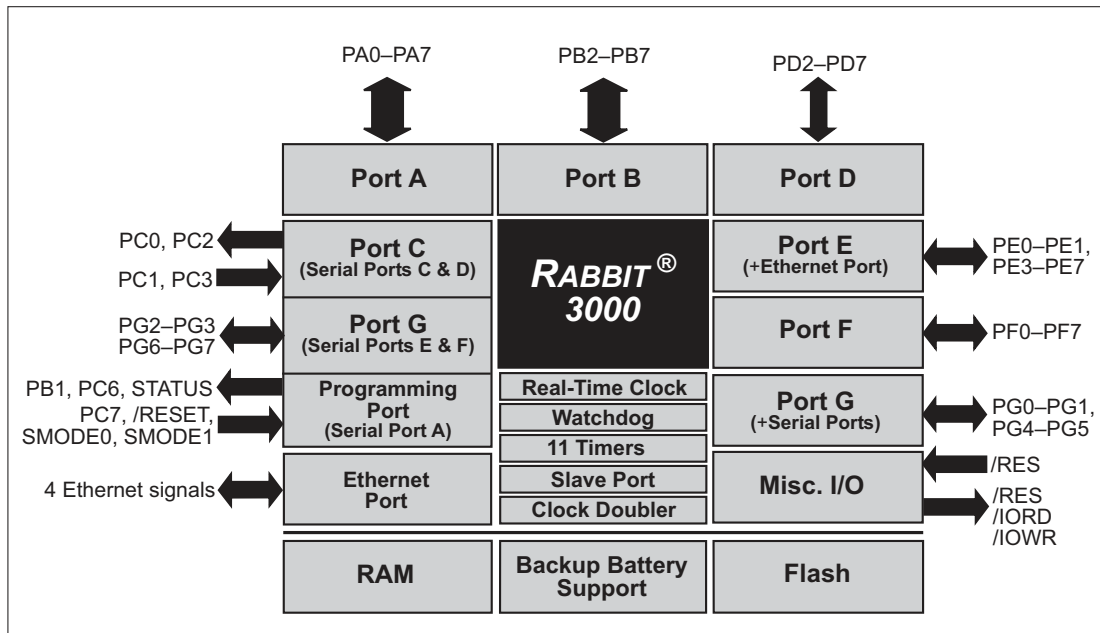 PA0–PA7
PB2–PB7
PD2–PD7
Port A
Port B
Port D
PC0, PC2
PC1, PC3
Port C
(Serial Ports C & D)
RABBIT ®
3000
Port E
(+Ethernet Port)
PE0–PE1,
PE3–PE7
PG2–PG3
PG6–PG7
Port G
(Serial Ports E & F)
Port F
PF0–PF7
PB1, PC6, STATUS
PC7, /RESET,
SMODE0, SMODE1
Programming
Port
(Serial Port A)
Real-Time Clock
Watchdog
11 Timers
Slave Port
Clock Doubler
Port G
(+Serial Ports)
PG0–PG1,
PG4–PG5
4 Ethernet signals
Ethernet
Port
Misc. I/O
/RES
/RES
/IORD
/IOWR
RAM
Backup Battery
Support
Flash